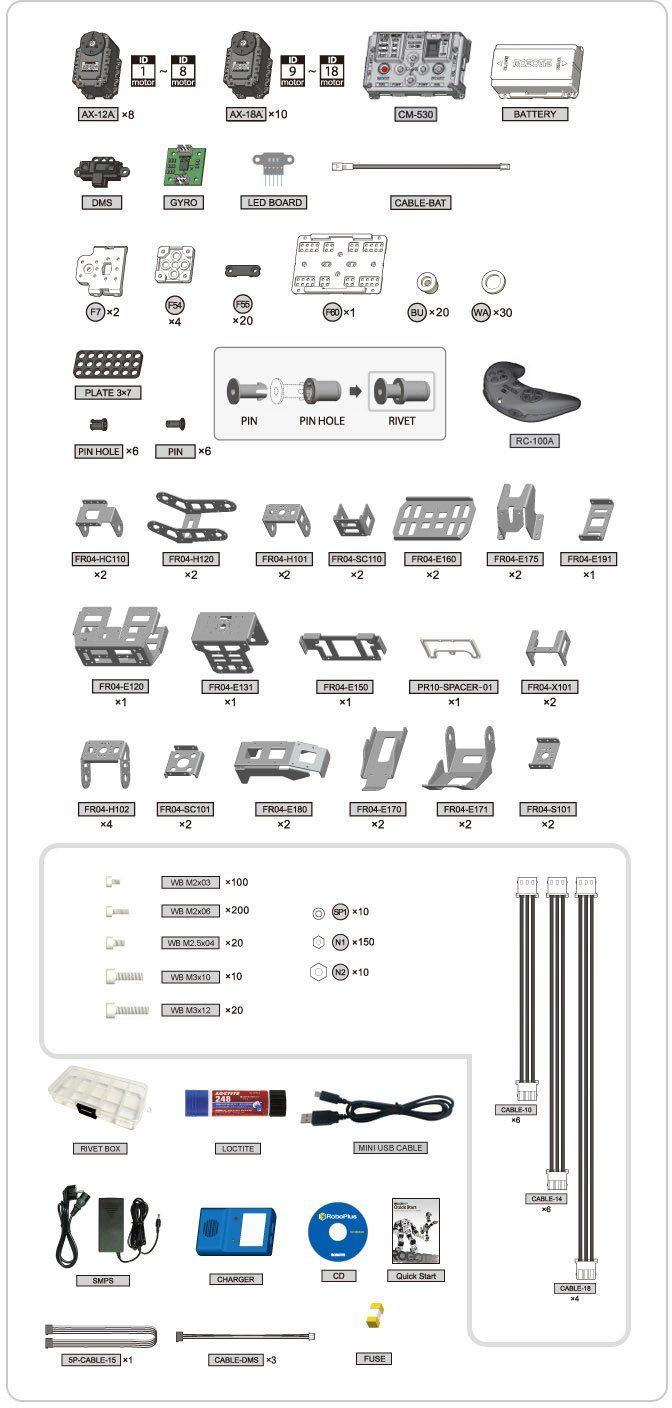 ID 1 motor ~ ID 8 motor
ID 9 motor ~ ID 18 motor
AX-12A ×8
AX-18A ×10
CM-530
ROBOTIS
BATTERY
DMS
GYRO
LED BOARD
CABLE-BAT
F7 ×2
F54 ×4
F55 ×20
F60 ×1
BU ×20
WA ×30
PLATE 3×7
PIN
PIN HOLE
RIVET
RC-100A
PIN HOLE ×6
PIN ×6
FR04-HC110 ×2
FR04-H120 ×2
FR04-H101 ×2
FR04-SC110 ×2
FR04-E160 ×2
FR04-E175 ×2
FR04-E191 ×1
FR04-E120 ×1
FR04-E131 ×1
FR04-E150 ×1
PR10-SPACER-01 ×1
FR04-X101 ×2
FR04-H102 ×4
FR04-SC101 ×2
FR04-E180 ×2
FR04-E170 ×2
FR04-E171 ×2
FR04-S101 ×2
WB M2x03 ×100
WB M2x06 ×200
WB M2.5x04 ×20
WB M3x10 ×10
WB M3x12 ×20
SP1 ×10
N1 ×150
N2 ×10
CABLE-10 ×6
CABLE-14 ×6
CABLE-18 ×4
RIVET BOX
LOCTITE
248
LOCTITE
MINI USB CABLE
SMPS
CHARGER
RoboPlus
ROBOTIS
CD
Quick Start
Quick Start
5P-CABLE-15 ×1
CABLE-DMS ×3
FUSE